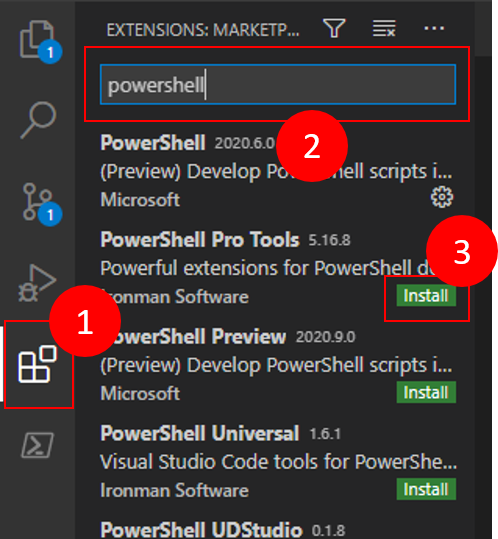 EXTENSIONS: MARKETP...
1
powershell
2
PowerShell 2020.6.0
(Preview) Develop PowerShell scripts i...
Microsoft
1
PowerShell Pro Tools 5.16.8
3
Powerful extensions for PowerShell d
Ironman Software Install
1
PowerShell Preview 2020.9.0
(Preview) Develop PowerShell scripts i...
Microsoft Install
PowerShell Universal 1.6.1
Visual Studio Code tools for PowerShe...
Ironman Software Install
PowerShell UDStudio 0.1.8